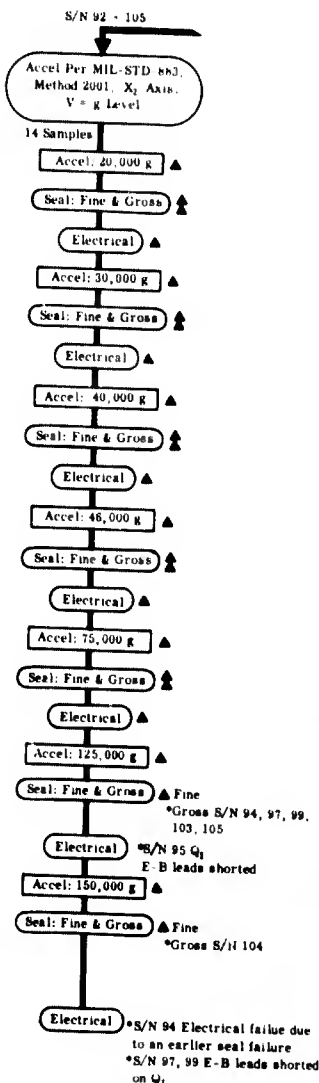 S/N 92 - 105
Accel Per MIL-STD 883,
Method 2001, X₂ Axis,
V = g Level
14 Samples
Accel: 20,000 g ▲
Seal: Fine & Gross ▲▲
Electrical ▲
Accel: 30,000 g ▲
Seal: Fine & Gross ▲▲
Electrical ▲
Accel: 40,000 g ▲
Seal: Fine & Gross ▲▲
Electrical ▲
Accel: 46,000 g ▲
Seal: Fine & Gross ▲▲
Electrical ▲
Accel: 75,000 g ▲
Seal: Fine & Gross ▲▲
Electrical ▲
Accel: 125,000 g ▲
Seal: Fine & Gross ▲ Fine
*Gross S/N 94, 97, 99,
103, 105
Electrical *S/N 95 Q₁
E-B leads shorted
Accel: 150,000 g ▲
Seal: Fine & Gross ▲ Fine
*Gross S/N 104
Electrical *S/N 94 Electrical failue due
to an earlier seal failure
*S/N 97, 99 E-B leads shorted
on Q₁